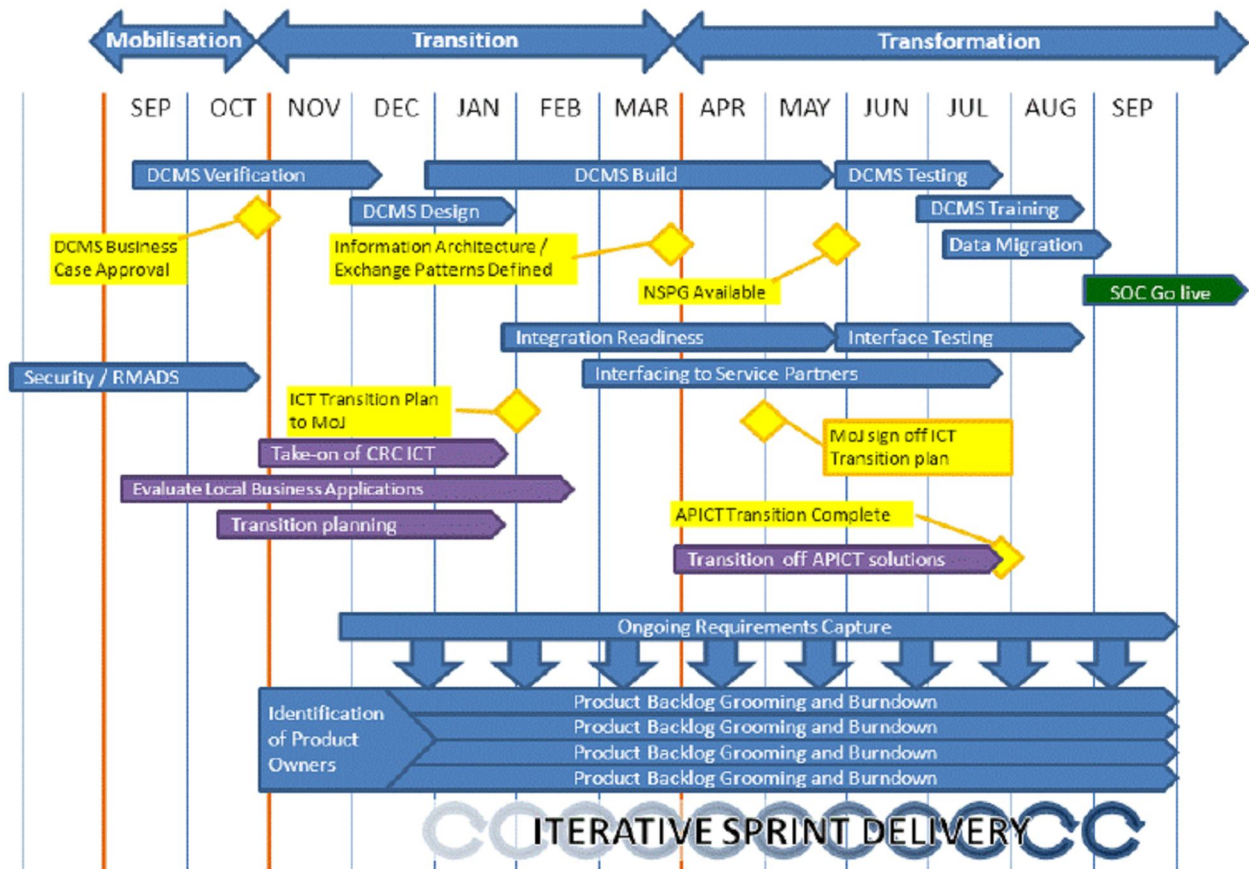 Mobilisation Transition Transformation
SEP OCT NOV DEC JAN FEB MAR APR MAY JUN JUL AUG SEP
DCMS Verification
DCMS Build
DCMS Testing
DCMS Design
DCMS Training
DCMS Business
Case Approval
Information Architecture /
Exchange Patterns Defined
Data Migration
NSPG Available
SOC Go live
Integration Readiness
Interface Testing
Security / RMADS
Interfacing to Service Partners
ICT Transition Plan
to MoJ
MoJ sign off ICT
Transition plan
Take-on of CRC ICT
Evaluate Local Business Applications
Transition planning
APICT Transition Complete
Transition off APICT solutions
Ongoing Requirements Capture
Identification
of Product
Owners
Product Backlog Grooming and Burndown
Product Backlog Grooming and Burndown
Product Backlog Grooming and Burndown
Product Backlog Grooming and Burndown
ITERATIVE SPRINT DELIVERY